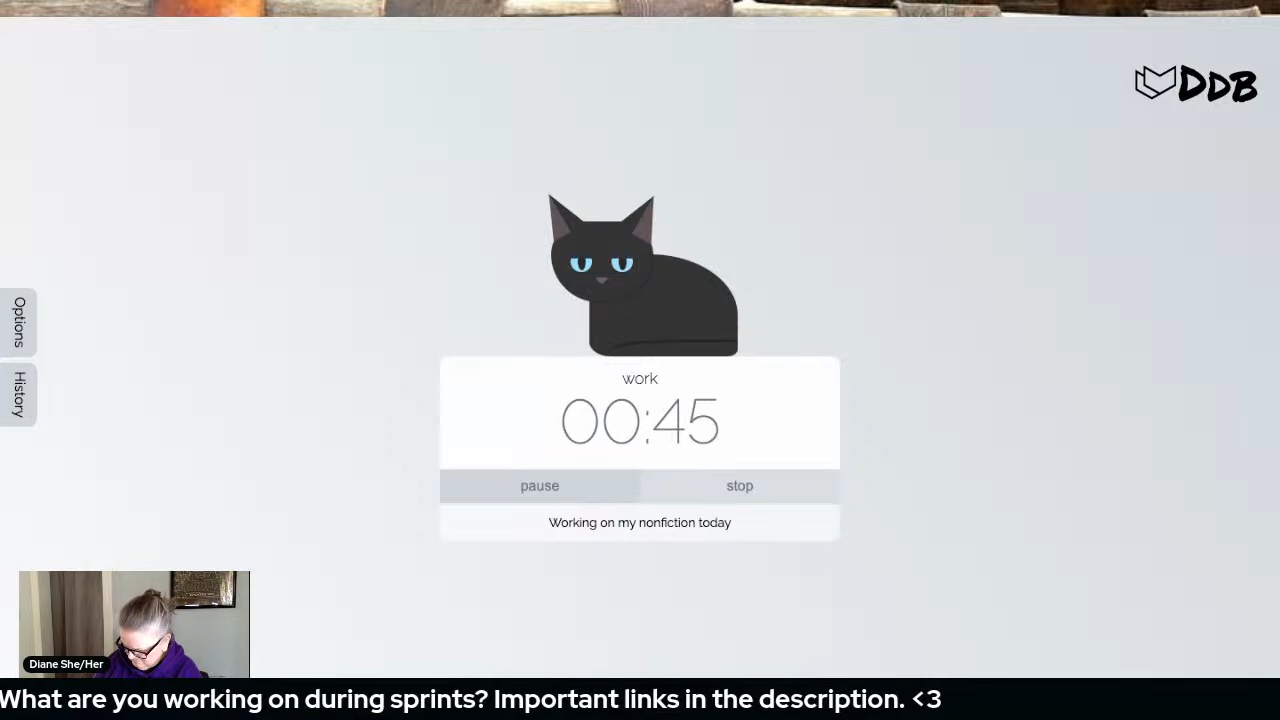 DDB
Options
History
work
00:45
pause
stop
Working on my nonfiction today
Diane She/Her
What are you working on during sprints? Important links in the description. <3